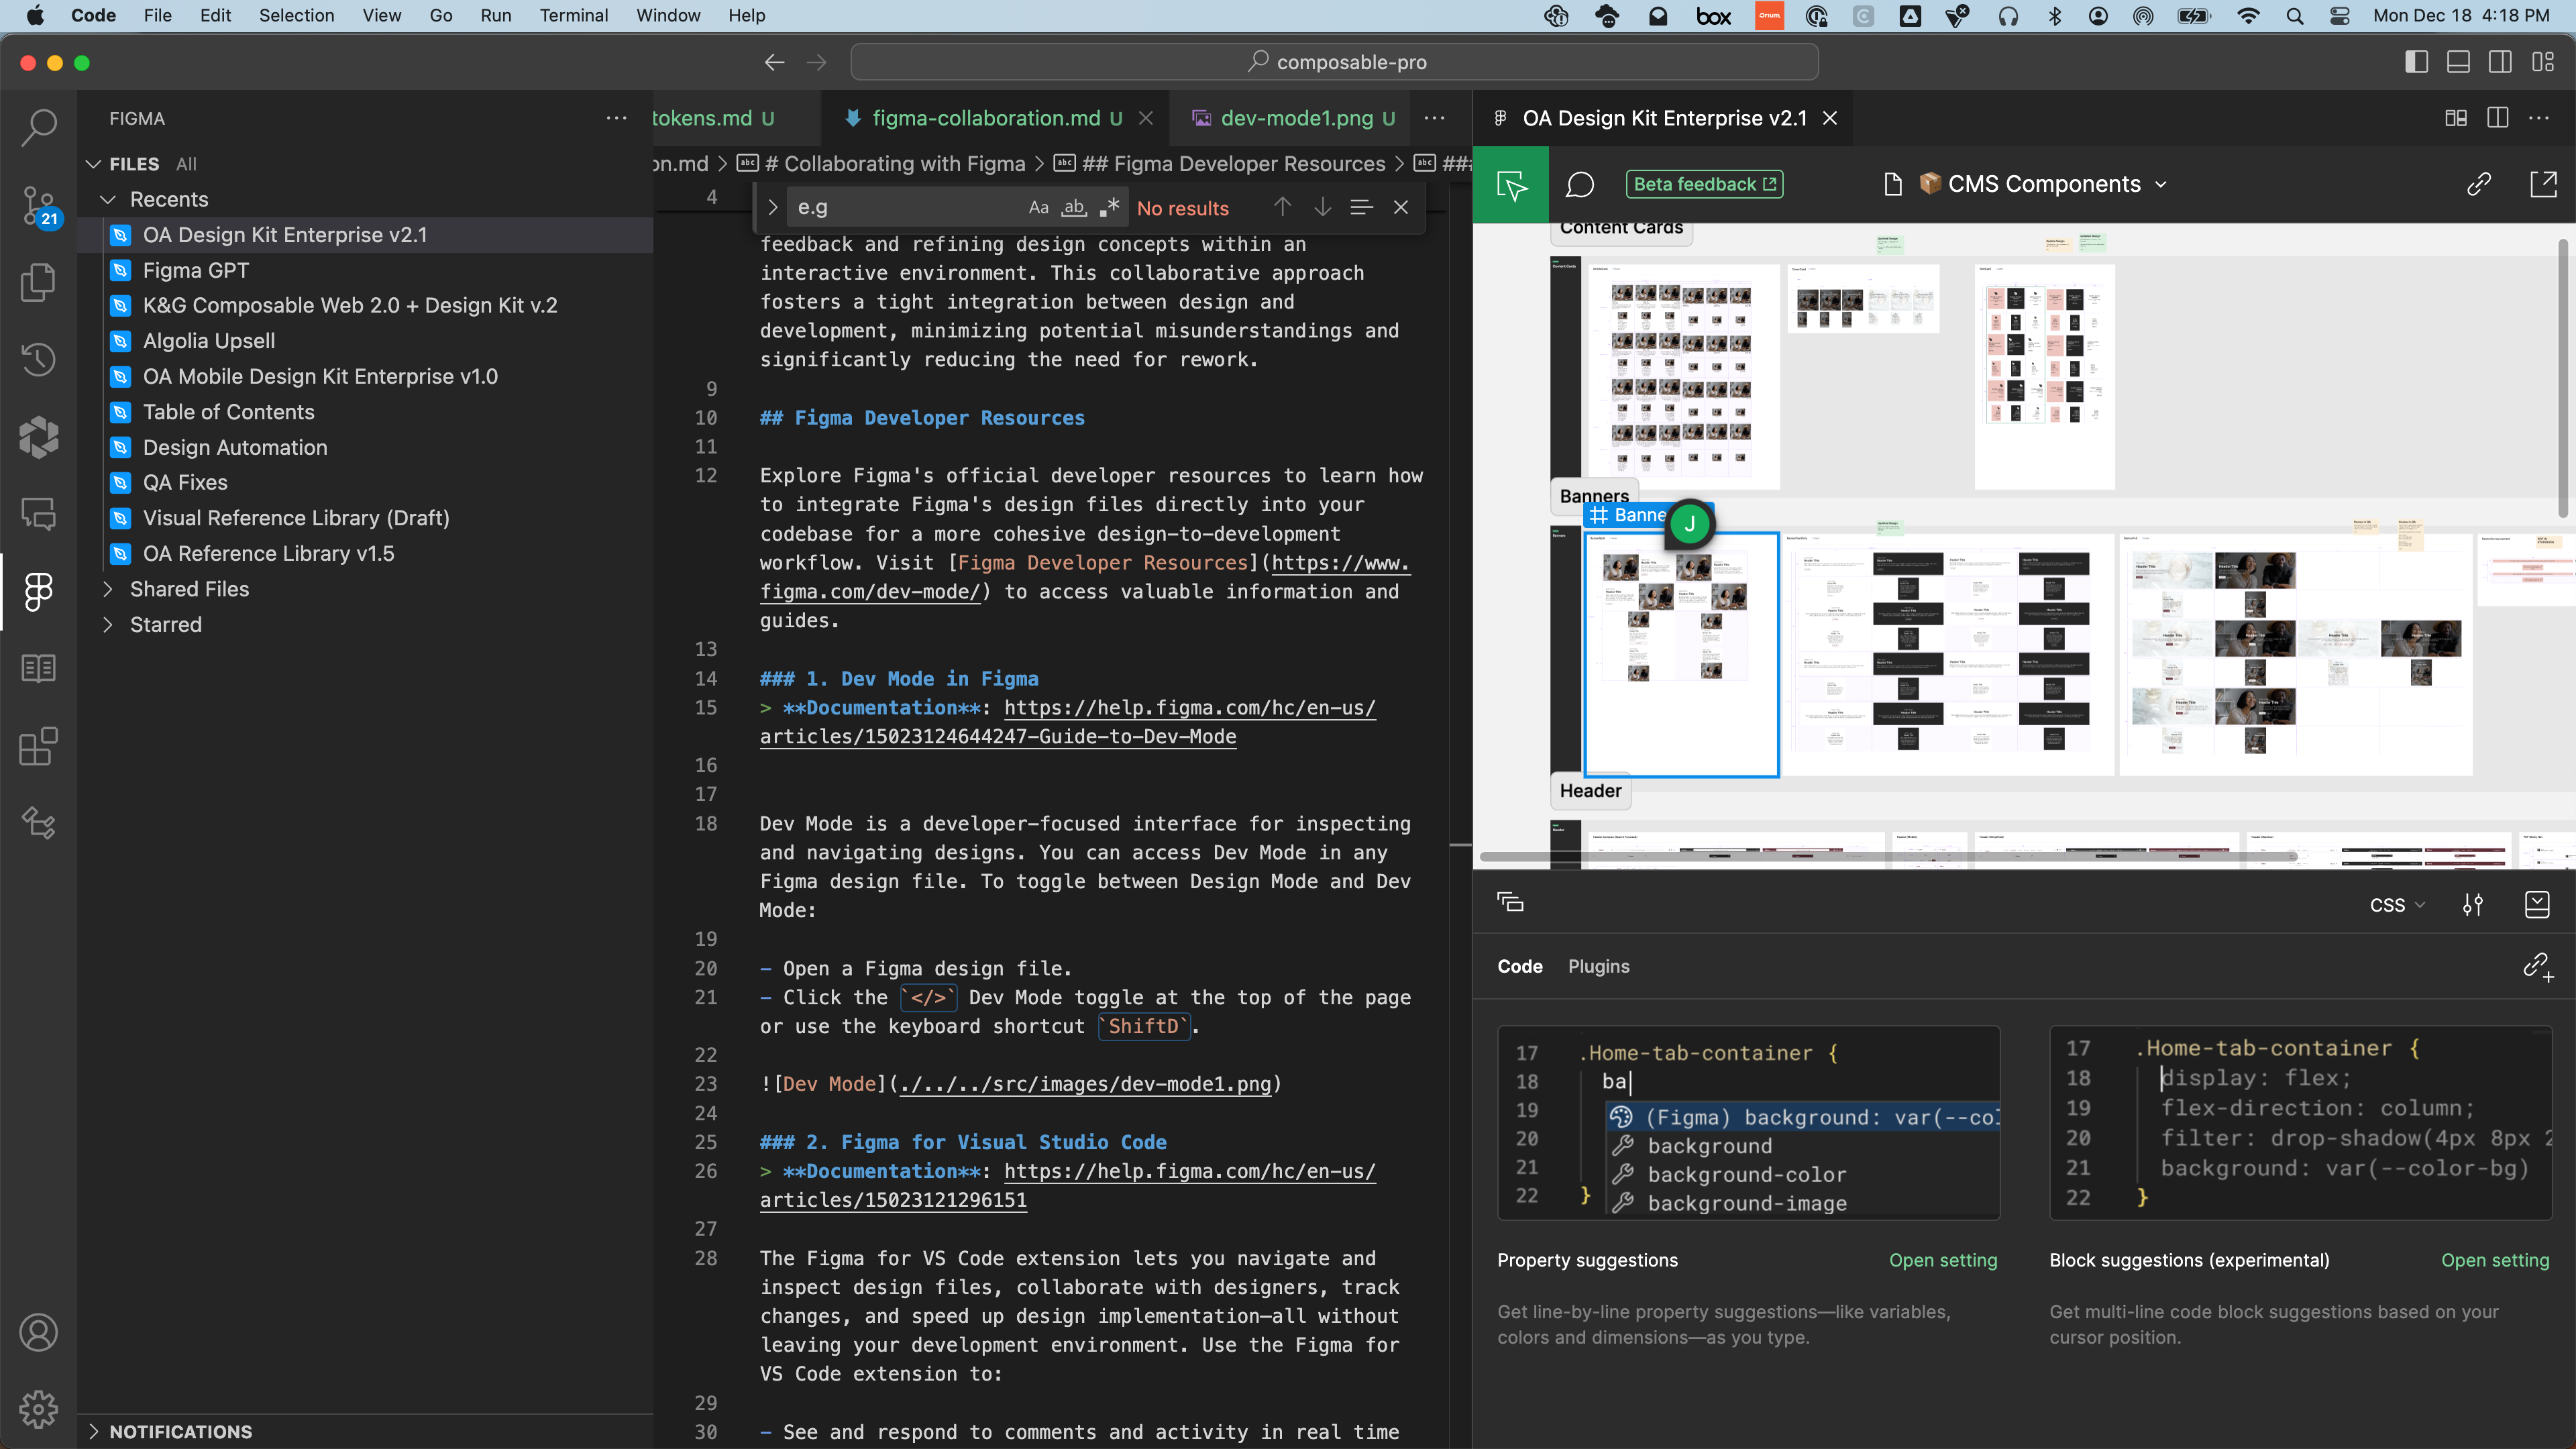 Code File Edit Selection View Go Run Terminal Window Help
box
Orium.
Mon Dec 18 4:18 PM
composable-pro
FIGMA
FILES All
Recents
OA Design Kit Enterprise v2.1
Figma GPT
K&G Composable Web 2.0 + Design Kit v.2
Algolia Upsell
OA Mobile Design Kit Enterprise v1.0
Table of Contents
Design Automation
QA Fixes
Visual Reference Library (Draft)
OA Reference Library v1.5
Shared Files
Starred
NOTIFICATIONS
21
tokens.md U
figma-collaboration.md U
dev-mode1.png U
on.md > # Collaborating with Figma > ## Figma Developer Resources > ###
e.g
Aa ab
No results
4
feedback and refining design concepts within an
interactive environment. This collaborative approach
fosters a tight integration between design and
development, minimizing potential misunderstandings and
significantly reducing the need for rework.
9
10 ## Figma Developer Resources
11
12 Explore Figma's official developer resources to learn how
to integrate Figma's design files directly into your
codebase for a more cohesive design-to-development
workflow. Visit [Figma Developer Resources](https://www.
figma.com/dev-mode/) to access valuable information and
guides.
13
14 ### 1. Dev Mode in Figma
15 > **Documentation**: https://help.figma.com/hc/en-us/
articles/15023124644247-Guide-to-Dev-Mode
16
17
18 Dev Mode is a developer-focused interface for inspecting
and navigating designs. You can access Dev Mode in any
Figma design file. To toggle between Design Mode and Dev
Mode:
19
20 - Open a Figma design file.
21 - Click the `</>` Dev Mode toggle at the top of the page
or use the keyboard shortcut `ShiftD`.
22
23 ![Dev Mode](./../../src/images/dev-mode1.png)
24
25 ### 2. Figma for Visual Studio Code
26 > **Documentation**: https://help.figma.com/hc/en-us/
articles/15023121296151
27
28 The Figma for VS Code extension lets you navigate and
inspect design files, collaborate with designers, track
changes, and speed up design implementation—all without
leaving your development environment. Use the Figma for
VS Code extension to:
29
30 - See and respond to comments and activity in real time
OA Design Kit Enterprise v2.1
Beta feedback
CMS Components
Content Cards
Banners
Banne
J
Header
CSS
Code Plugins
17 .Home-tab-container {
18 ba
19 (Figma) background: var(--col
20 background
21 background-color
22 } background-image
Property suggestions Open setting
Get line-by-line property suggestions—like variables,
colors and dimensions—as you type.
17 .Home-tab-container {
18 display: flex;
19 flex-direction: column;
20 filter: drop-shadow(4px 8px 2
21 background: var(--color-bg)
22 }
Block suggestions (experimental) Open setting
Get multi-line code block suggestions based on your
cursor position.